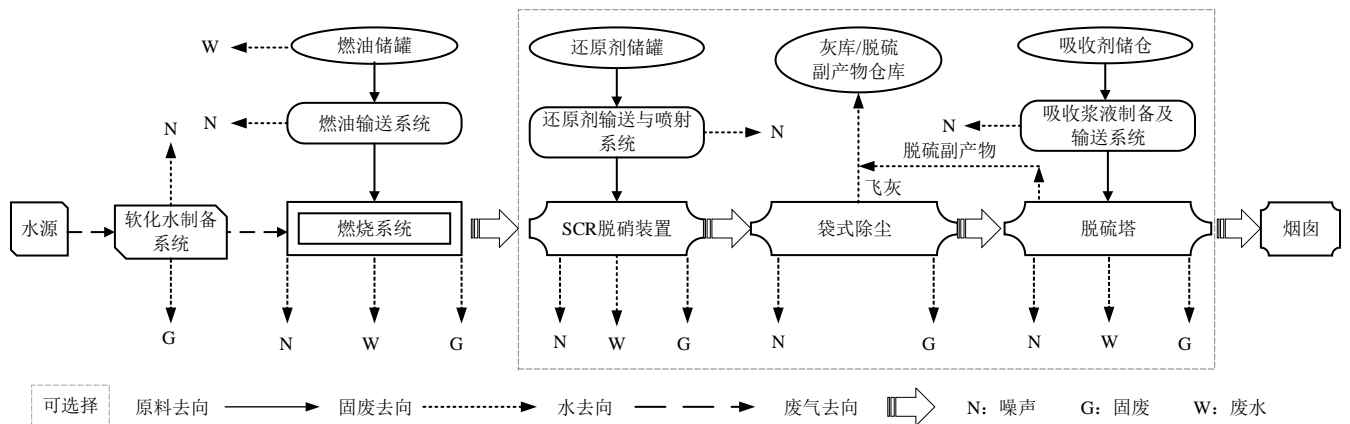 W
燃油储罐
还原剂储罐
灰库/脱硫
副产物仓库
吸收剂储仓
N
N
燃油输送系统
还原剂输送与喷射
系统
N
N
吸收浆液制备及
输送系统
脱硫副产物
飞灰
水源
软化水制备
系统
燃烧系统
SCR脱硝装置
袋式除尘
脱硫塔
烟囱
G
N
W
G
N
W
G
N
G
N
W
G
可选择
原料去向
固废去向
水去向
废气去向
N：噪声
G：固废
W：废水